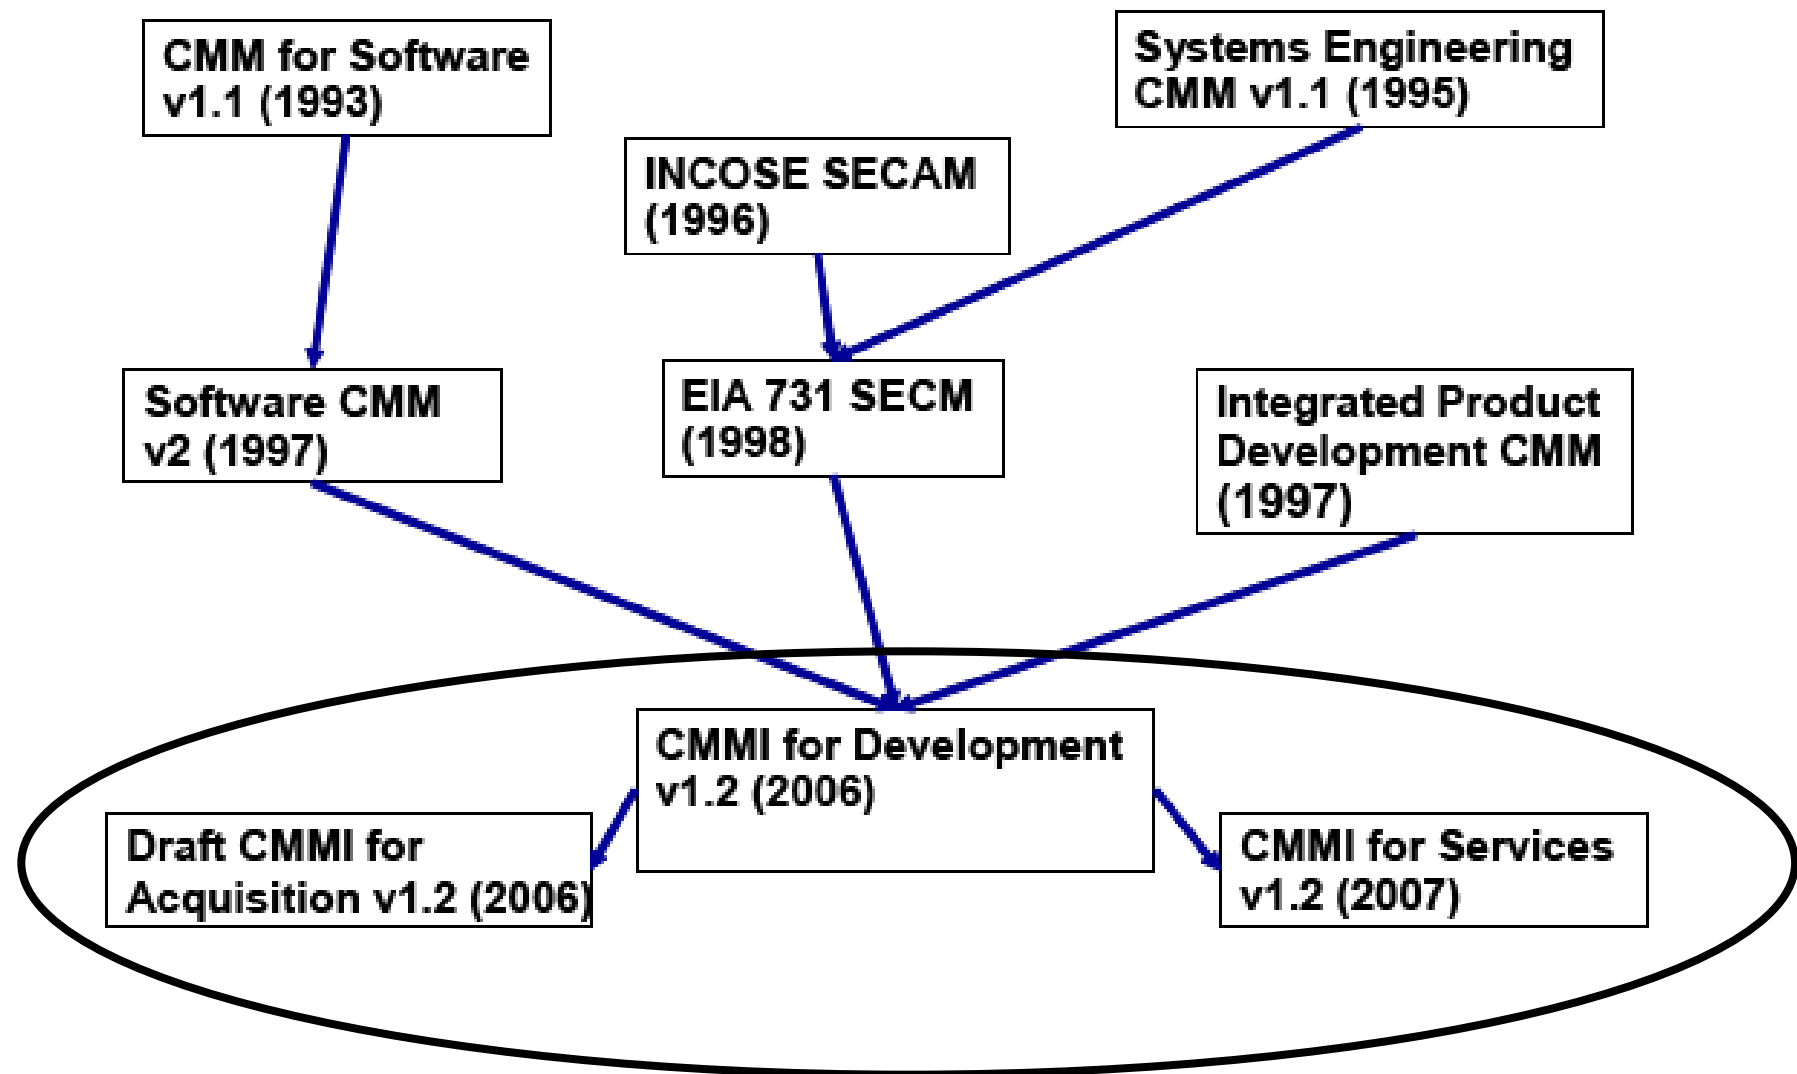 CMM for Software
v1.1 (1993)
Systems Engineering
CMM v1.1 (1995)
INCOSE SECAM
(1996)
Software CMM
v2 (1997)
EIA 731 SECM
(1998)
Integrated Product
Development CMM
(1997)
CMMI for Development
v1.2 (2006)
Draft CMMI for
Acquisition v1.2 (2006)
CMMI for Services
v1.2 (2007)